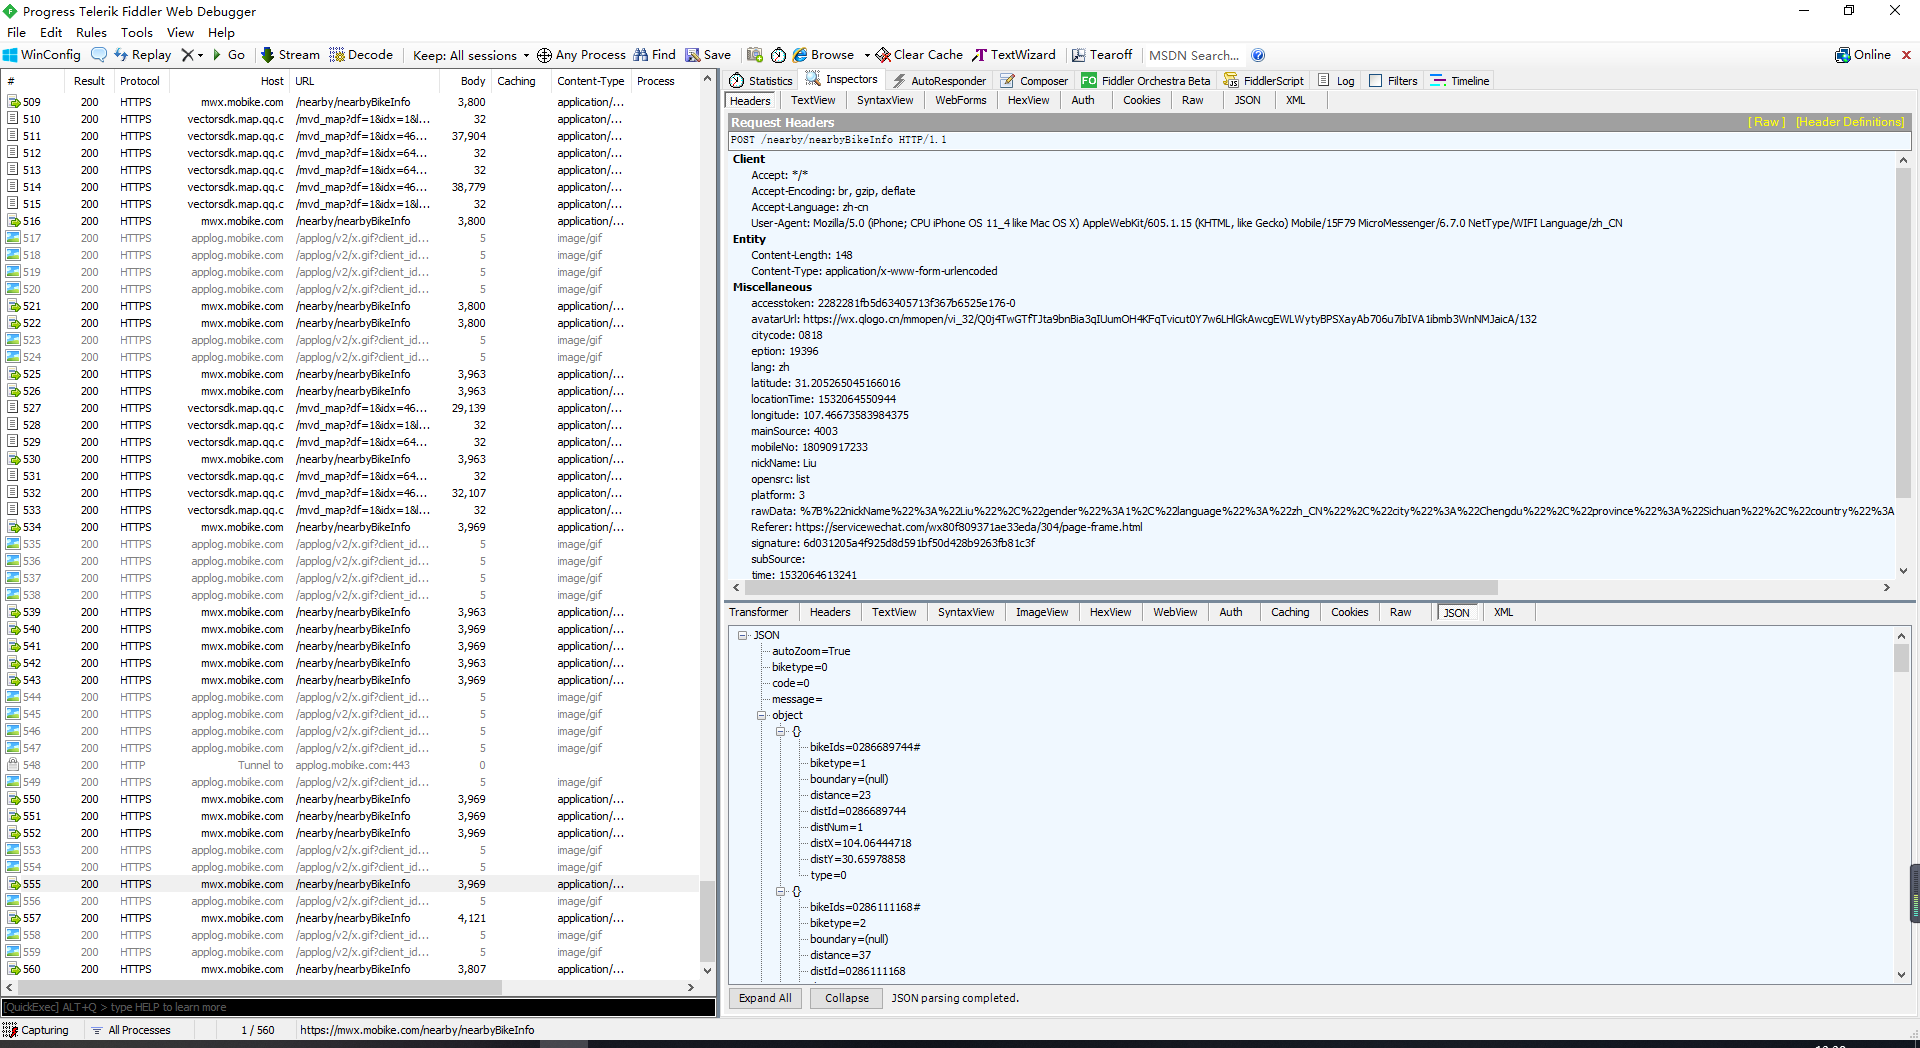 Progress Telerik Fiddler Web Debugger
File Edit Rules Tools View Help
WinConfig Replay Go Stream Decode Keep: All sessions Any Process Find Save Browse Clear Cache TextWizard Tearoff MSDN Search... Online
# Result Protocol Host URL Body Caching Content-Type Process
509 200 HTTPS mwx.mobike.com /nearby/nearbyBikeInfo 3,800 application/...
510 200 HTTPS vectorsdk.map.qq.c /mvd_map?df=1&idx=1&l... 32 applicaton/...
511 200 HTTPS vectorsdk.map.qq.c /mvd_map?df=1&idx=46... 37,904 applicaton/...
512 200 HTTPS vectorsdk.map.qq.c /mvd_map?df=1&idx=64... 32 applicaton/...
513 200 HTTPS vectorsdk.map.qq.c /mvd_map?df=1&idx=64... 32 applicaton/...
514 200 HTTPS vectorsdk.map.qq.c /mvd_map?df=1&idx=46... 38,779 applicaton/...
515 200 HTTPS vectorsdk.map.qq.c /mvd_map?df=1&idx=1&l... 32 applicaton/...
516 200 HTTPS mwx.mobike.com /nearby/nearbyBikeInfo 3,800 application/...
517 200 HTTPS applog.mobike.com /applog/v2/x.gif?client_id... 5 image/gif
518 200 HTTPS applog.mobike.com /applog/v2/x.gif?client_id... 5 image/gif
519 200 HTTPS applog.mobike.com /applog/v2/x.gif?client_id... 5 image/gif
520 200 HTTPS applog.mobike.com /applog/v2/x.gif?client_id... 5 image/gif
521 200 HTTPS mwx.mobike.com /nearby/nearbyBikeInfo 3,800 application/...
522 200 HTTPS mwx.mobike.com /nearby/nearbyBikeInfo 3,800 application/...
523 200 HTTPS applog.mobike.com /applog/v2/x.gif?client_id... 5 image/gif
524 200 HTTPS applog.mobike.com /applog/v2/x.gif?client_id... 5 image/gif
525 200 HTTPS mwx.mobike.com /nearby/nearbyBikeInfo 3,963 application/...
526 200 HTTPS mwx.mobike.com /nearby/nearbyBikeInfo 3,963 application/...
527 200 HTTPS vectorsdk.map.qq.c /mvd_map?df=1&idx=46... 29,139 applicaton/...
528 200 HTTPS vectorsdk.map.qq.c /mvd_map?df=1&idx=1&l... 32 applicaton/...
529 200 HTTPS vectorsdk.map.qq.c /mvd_map?df=1&idx=64... 32 applicaton/...
530 200 HTTPS mwx.mobike.com /nearby/nearbyBikeInfo 3,963 application/...
531 200 HTTPS vectorsdk.map.qq.c /mvd_map?df=1&idx=64... 32 applicaton/...
532 200 HTTPS vectorsdk.map.qq.c /mvd_map?df=1&idx=46... 32,107 applicaton/...
533 200 HTTPS vectorsdk.map.qq.c /mvd_map?df=1&idx=1&l... 32 applicaton/...
534 200 HTTPS mwx.mobike.com /nearby/nearbyBikeInfo 3,969 application/...
535 200 HTTPS applog.mobike.com /applog/v2/x.gif?client_id... 5 image/gif
536 200 HTTPS applog.mobike.com /applog/v2/x.gif?client_id... 5 image/gif
537 200 HTTPS applog.mobike.com /applog/v2/x.gif?client_id... 5 image/gif
538 200 HTTPS applog.mobike.com /applog/v2/x.gif?client_id... 5 image/gif
539 200 HTTPS mwx.mobike.com /nearby/nearbyBikeInfo 3,963 application/...
540 200 HTTPS mwx.mobike.com /nearby/nearbyBikeInfo 3,969 application/...
541 200 HTTPS mwx.mobike.com /nearby/nearbyBikeInfo 3,969 application/...
542 200 HTTPS mwx.mobike.com /nearby/nearbyBikeInfo 3,963 application/...
543 200 HTTPS mwx.mobike.com /nearby/nearbyBikeInfo 3,969 application/...
544 200 HTTPS applog.mobike.com /applog/v2/x.gif?client_id... 5 image/gif
545 200 HTTPS applog.mobike.com /applog/v2/x.gif?client_id... 5 image/gif
546 200 HTTPS applog.mobike.com /applog/v2/x.gif?client_id... 5 image/gif
547 200 HTTPS applog.mobike.com /applog/v2/x.gif?client_id... 5 image/gif
548 200 HTTP Tunnel to applog.mobike.com:443 0
549 200 HTTPS applog.mobike.com /applog/v2/x.gif?client_id... 5 image/gif
550 200 HTTPS mwx.mobike.com /nearby/nearbyBikeInfo 3,969 application/...
551 200 HTTPS mwx.mobike.com /nearby/nearbyBikeInfo 3,969 application/...
552 200 HTTPS mwx.mobike.com /nearby/nearbyBikeInfo 3,969 application/...
553 200 HTTPS applog.mobike.com /applog/v2/x.gif?client_id... 5 image/gif
554 200 HTTPS applog.mobike.com /applog/v2/x.gif?client_id... 5 image/gif
555 200 HTTPS mwx.mobike.com /nearby/nearbyBikeInfo 3,969 application/...
556 200 HTTPS applog.mobike.com /applog/v2/x.gif?client_id... 5 image/gif
557 200 HTTPS mwx.mobike.com /nearby/nearbyBikeInfo 4,121 application/...
558 200 HTTPS applog.mobike.com /applog/v2/x.gif?client_id... 5 image/gif
559 200 HTTPS applog.mobike.com /applog/v2/x.gif?client_id... 5 image/gif
560 200 HTTPS mwx.mobike.com /nearby/nearbyBikeInfo 3,807 application/...
[QuickExec] ALT+Q > type HELP to learn more
Capturing All Processes 1 / 560 https://mwx.mobike.com/nearby/nearbyBikeInfo
Statistics Inspectors AutoResponder Composer FO Fiddler Orchestra Beta FiddlerScript Log Filters Timeline
Headers TextView SyntaxView WebForms HexView Auth Cookies Raw JSON XML
Request Headers [ Raw ] [Header Definitions]
POST /nearby/nearbyBikeInfo HTTP/1.1
Client
Accept: */*
Accept-Encoding: br, gzip, deflate
Accept-Language: zh-cn
User-Agent: Mozilla/5.0 (iPhone; CPU iPhone OS 11_4 like Mac OS X) AppleWebKit/605.1.15 (KHTML, like Gecko) Mobile/15F79 MicroMessenger/6.7.0 NetType/WIFI Language/zh_CN
Entity
Content-Length: 148
Content-Type: application/x-www-form-urlencoded
Miscellaneous
accesstoken: 2282281fb5d63405713f367b6525e176-0
avatarUrl: https://wx.qlogo.cn/mmopen/vi_32/Q0j4TwGTfTJta9bnBia3qIUumOH4KFqTvicut0Y7w6LHlGkAwcgEWLWytyBPSXayAb706u7ibIVA1ibmb3WnNMJaicA/132
citycode: 0818
eption: 19396
lang: zh
latitude: 31.205265045166016
locationTime: 1532064550944
longitude: 107.46673583984375
mainSource: 4003
mobileNo: 18090917233
nickName: Liu
opensrc: list
platform: 3
rawData: %7B%22nickName%22%3A%22Liu%22%2C%22gender%22%3A1%2C%22language%22%3A%22zh_CN%22%2C%22city%22%3A%22Chengdu%22%2C%22province%22%3A%22Sichuan%22%2C%22country%22%3A
Referer: https://servicewechat.com/wx80f809371ae33eda/304/page-frame.html
signature: 6d031205a4f925d8d591bf50d428b9263fb81c3f
subSource:
time: 1532064613241
Transformer Headers TextView SyntaxView ImageView HexView WebView Auth Caching Cookies Raw JSON XML
JSON
autoZoom=True
biketype=0
code=0
message=
object
{}
bikeIds=0286689744#
biketype=1
boundary=(null)
distance=23
distId=0286689744
distNum=1
distX=104.06444718
distY=30.65978858
type=0
{}
bikeIds=0286111168#
biketype=2
boundary=(null)
distance=37
distId=0286111168
Expand All Collapse JSON parsing completed.